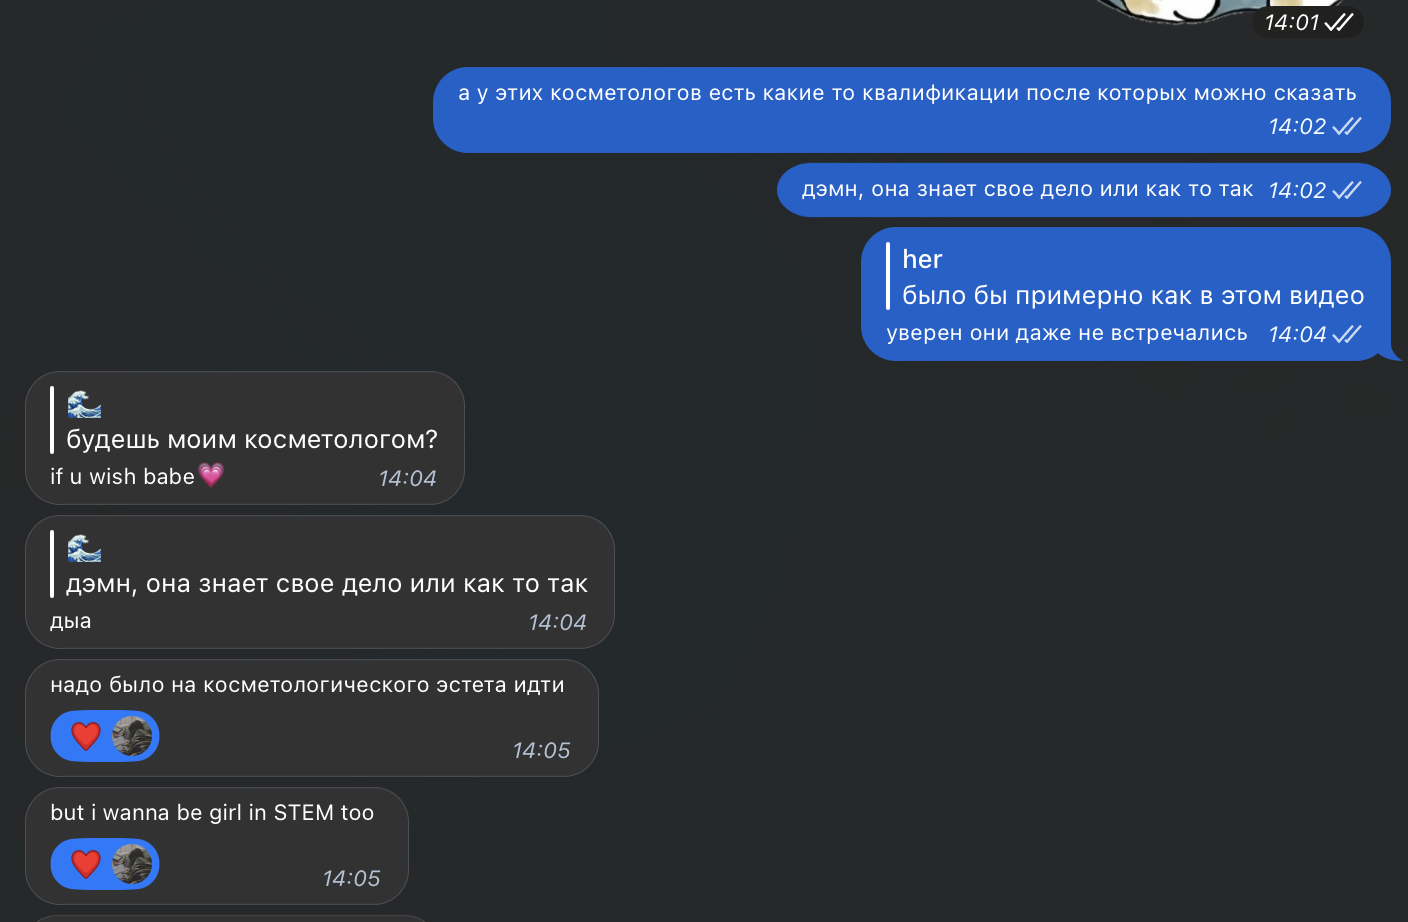 14:01
а у этих косметологов есть какие то квалификации после которых можно сказать
14:02
дэмн, она знает свое дело или как то так 14:02
her
было бы примерно как в этом видео
уверен они даже не встречались 14:04
🌊
будешь моим косметологом?
if u wish babe💗 14:04
🌊
дэмн, она знает свое дело или как то так
дыа 14:04
надо было на косметологического эстета идти
14:05
but i wanna be girl in STEM too
14:05